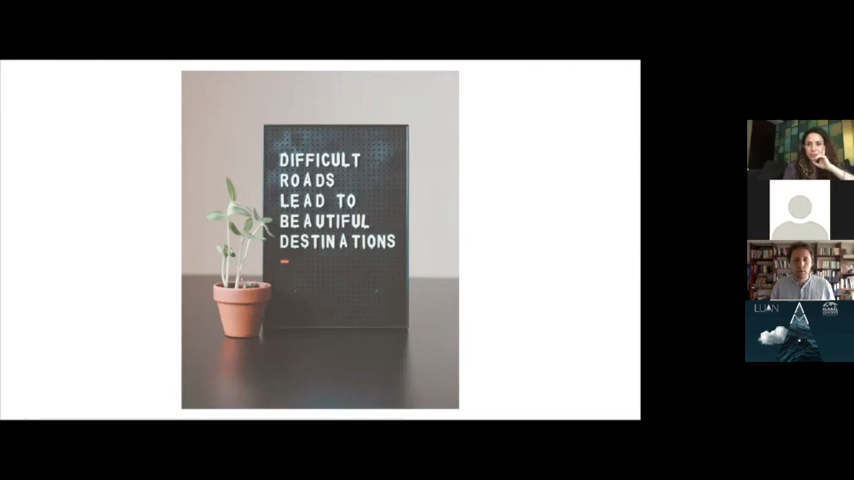 DIFFICULT
ROADS
LEAD TO
BEAUTIFUL
DESTINATIONS
LUAN